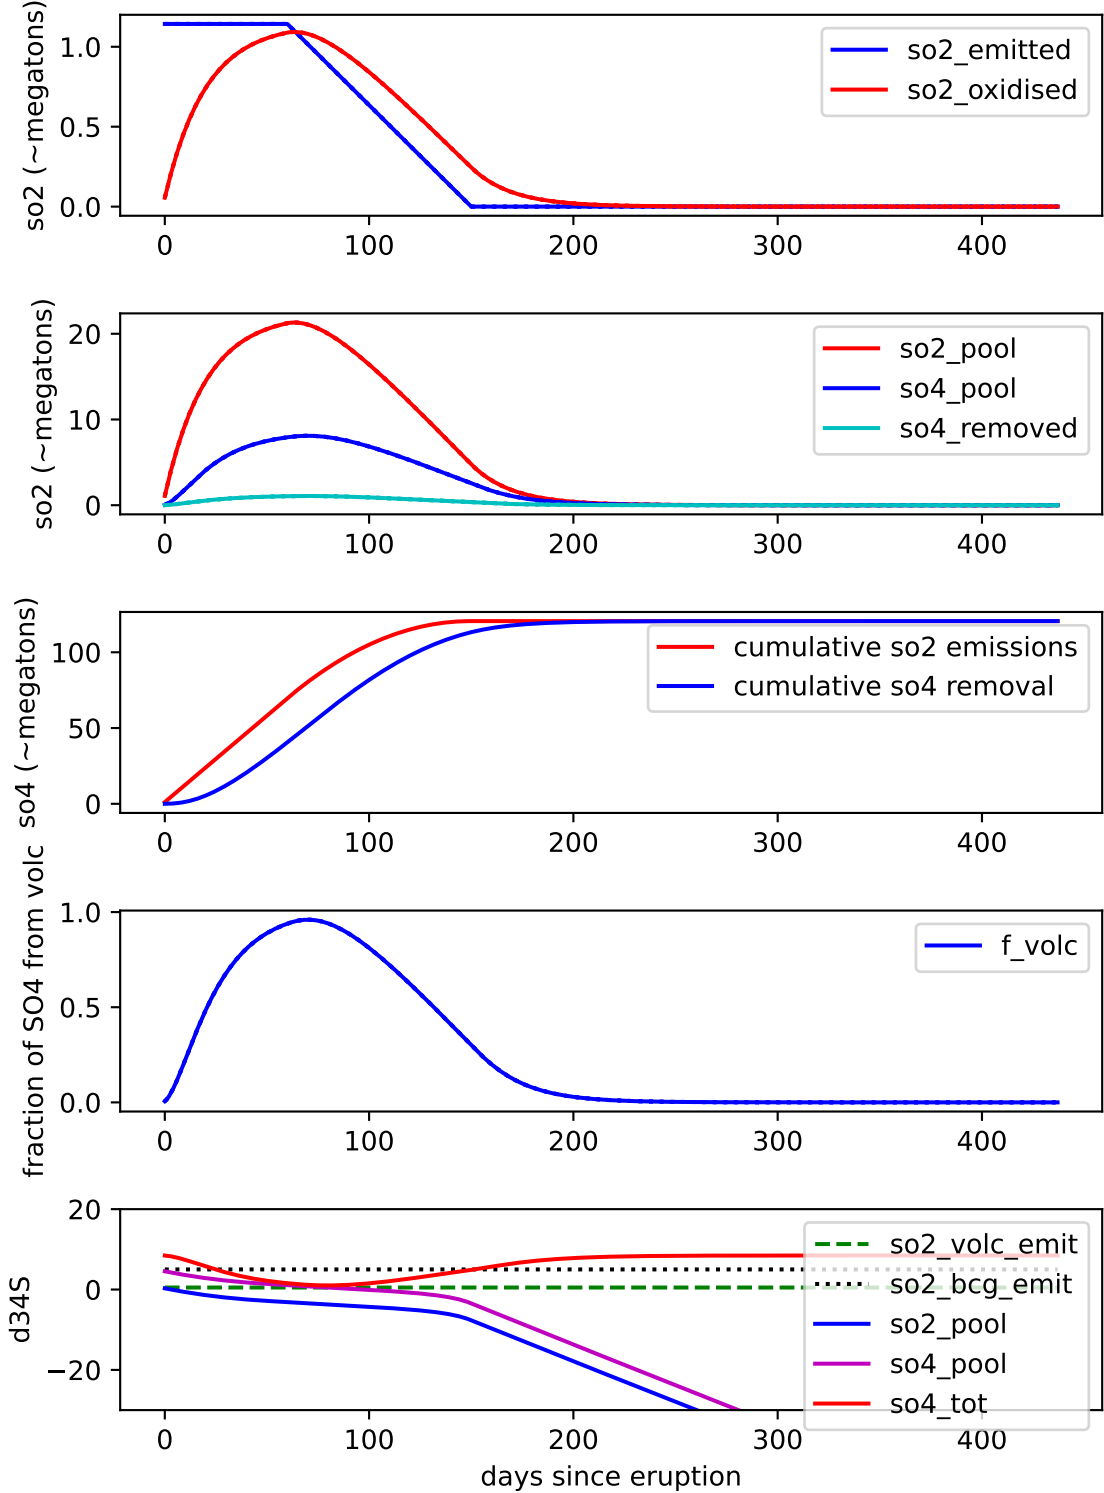 so2 (~megatons)
1.0
0.5
0.0
so2_emitted
so2_oxidised
0 100 200 300 400
so2 (~megatons)
20
10
0
so2_pool
so4_pool
so4_removed
0 100 200 300 400
so4 (~megatons)
100
50
0
cumulative so2 emissions
cumulative so4 removal
0 100 200 300 400
fraction of SO4 from volc
1.0
0.5
0.0
f_volc
0 100 200 300 400
d34S
20
0
−20
so2_volc_emit
so2_bcg_emit
so2_pool
so4_pool
so4_tot
0 100 200 300 400
days since eruption